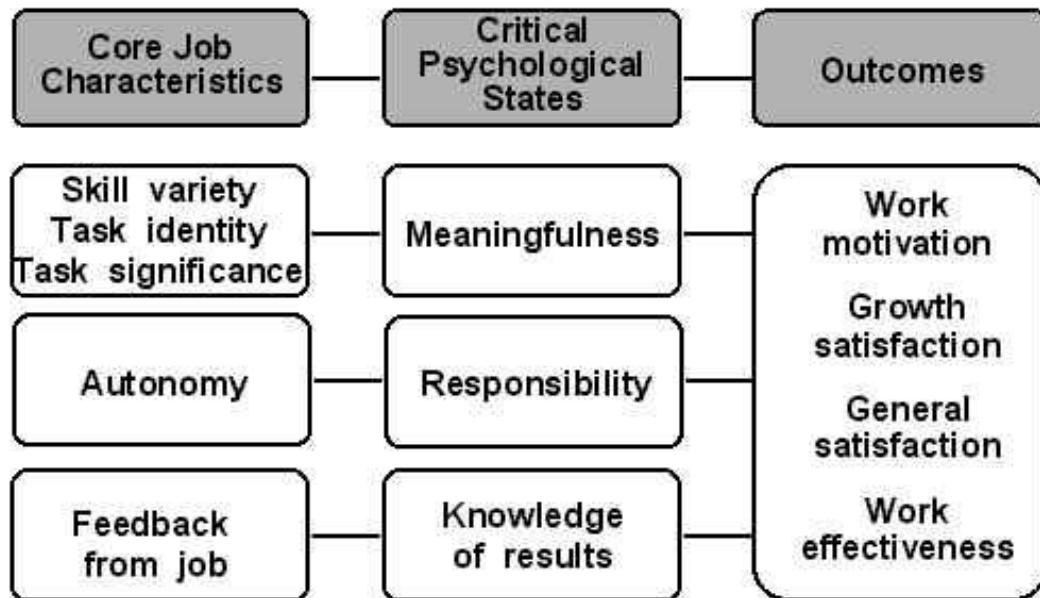 Core Job
Characteristics
Critical
Psychological
States
Outcomes
Skill variety
Task identity
Task significance
Meaningfulness
Autonomy
Responsibility
Feedback
from job
Knowledge
of results
Work
motivation
Growth
satisfaction
General
satisfaction
Work
effectiveness